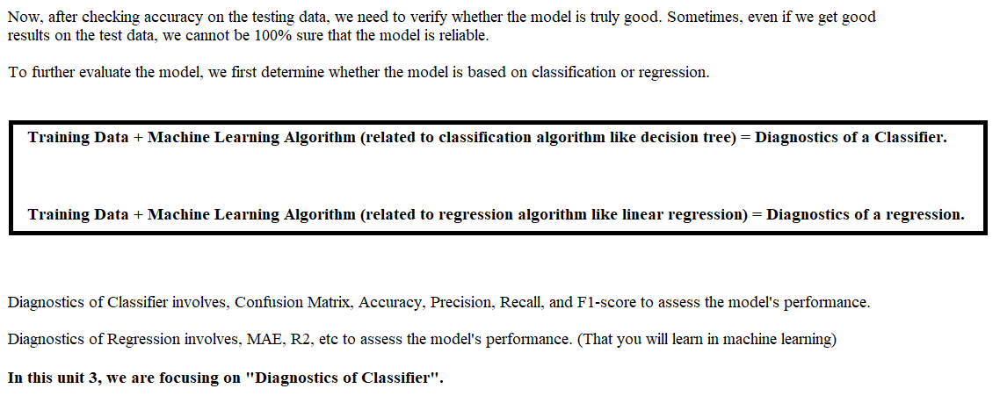 Now, after checking accuracy on the testing data, we need to verify whether the model is truly good. Sometimes, even if we get good
results on the test data, we cannot be 100% sure that the model is reliable.
To further evaluate the model, we first determine whether the model is based on classification or regression.
Training Data + Machine Learning Algorithm (related to classification algorithm like decision tree) = Diagnostics of a Classifier.
Training Data + Machine Learning Algorithm (related to regression algorithm like linear regression) = Diagnostics of a regression.
Diagnostics of Classifier involves, Confusion Matrix, Accuracy, Precision, Recall, and F1-score to assess the model's performance.
Diagnostics of Regression involves, MAE, R2, etc to assess the model's performance. (That you will learn in machine learning)
In this unit 3, we are focusing on "Diagnostics of Classifier".